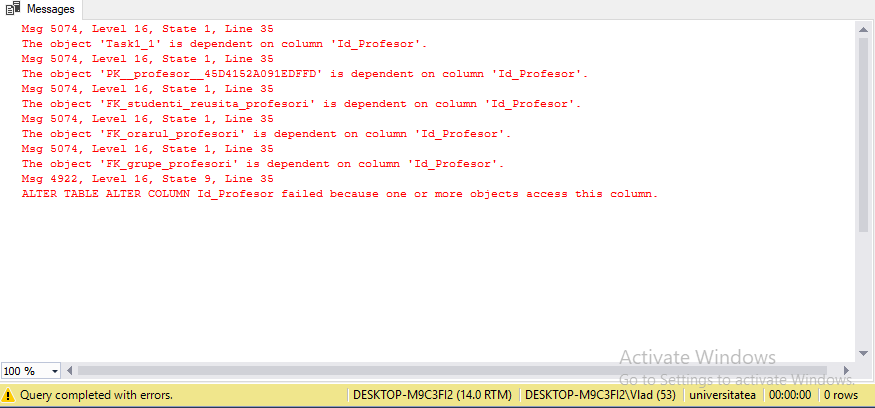 Messages
Msg 5074, Level 16, State 1, Line 35
The object 'Task1_1' is dependent on column 'Id_Profesor'.
Msg 5074, Level 16, State 1, Line 35
The object 'PK__profesor__45D4152A091EDFFD' is dependent on column 'Id_Profesor'.
Msg 5074, Level 16, State 1, Line 35
The object 'FK_studenti_reusita_profesori' is dependent on column 'Id_Profesor'.
Msg 5074, Level 16, State 1, Line 35
The object 'FK_orarul_profesori' is dependent on column 'Id_Profesor'.
Msg 5074, Level 16, State 1, Line 35
The object 'FK_grupe_profesori' is dependent on column 'Id_Profesor'.
Msg 4922, Level 16, State 9, Line 35
ALTER TABLE ALTER COLUMN Id_Profesor failed because one or more objects access this column.
Activate Windows
Go to Settings to activate Windows.
100 %
Query completed with errors. DESKTOP-M9C3FI2 (14.0 RTM) DESKTOP-M9C3FI2\Vlad (53) universitatea 00:00:00 0 rows